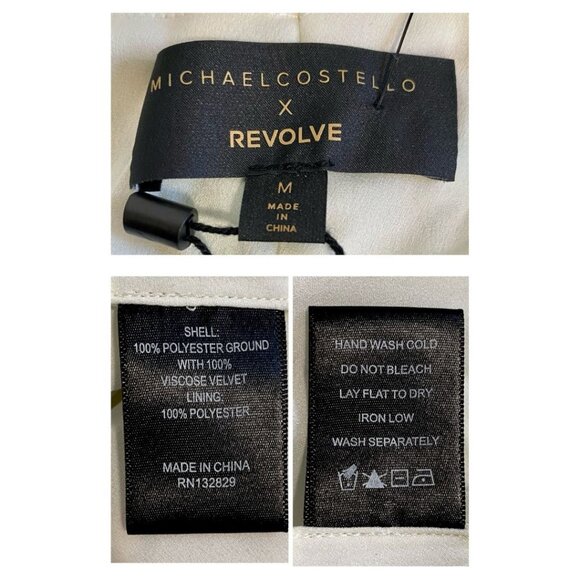 MICHAELCOSTELLO
X
REVOLVE
M
MADE
IN
CHINA
SHELL:
100% POLYESTER GROUND
WITH 100%
VISCOSE VELVET
LINING:
100% POLYESTER
MADE IN CHINA
RN132829
HAND WASH COLD
DO NOT BLEACH
LAY FLAT TO DRY
IRON LOW
WASH SEPARATELY